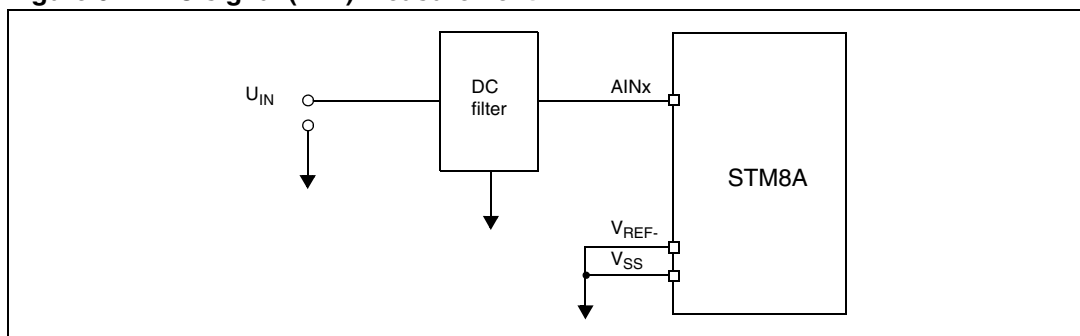 U_IN
DC
filter
AINx
STM8A
V_REF-
V_SS